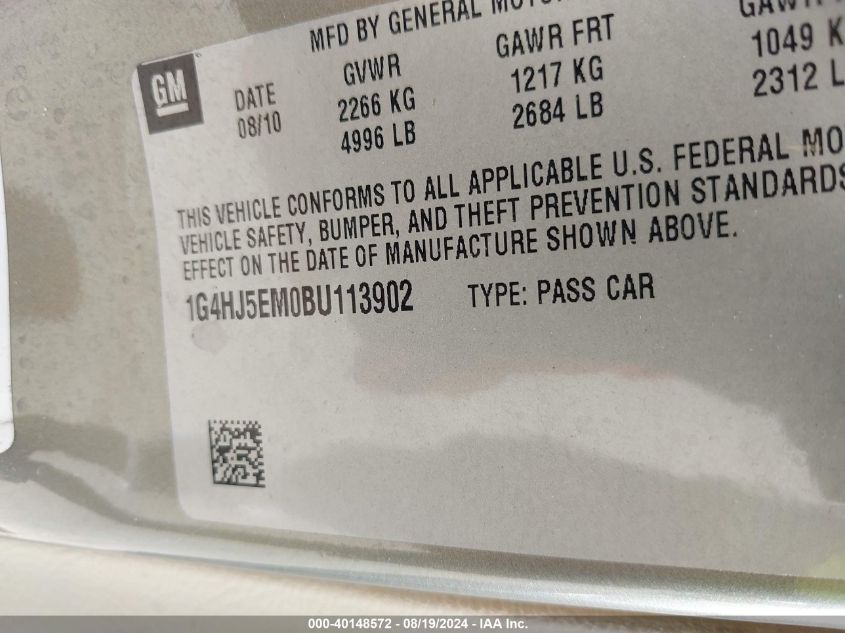 MFD BY GENERAL
GM
DATE
08/10
GVWR
2266 KG
4996 LB
GAWR FRT
1217 KG
2684 LB
1049 K
2312 L
THIS VEHICLE CONFORMS TO ALL APPLICABLE U.S. FEDERAL MO
VEHICLE SAFETY, BUMPER, AND THEFT PREVENTION STANDARDS
EFFECT ON THE DATE OF MANUFACTURE SHOWN ABOVE.
1G4HJ5EM0BU113902 TYPE: PASS CAR
000-40148572 - 08/19/2024 - IAA Inc.